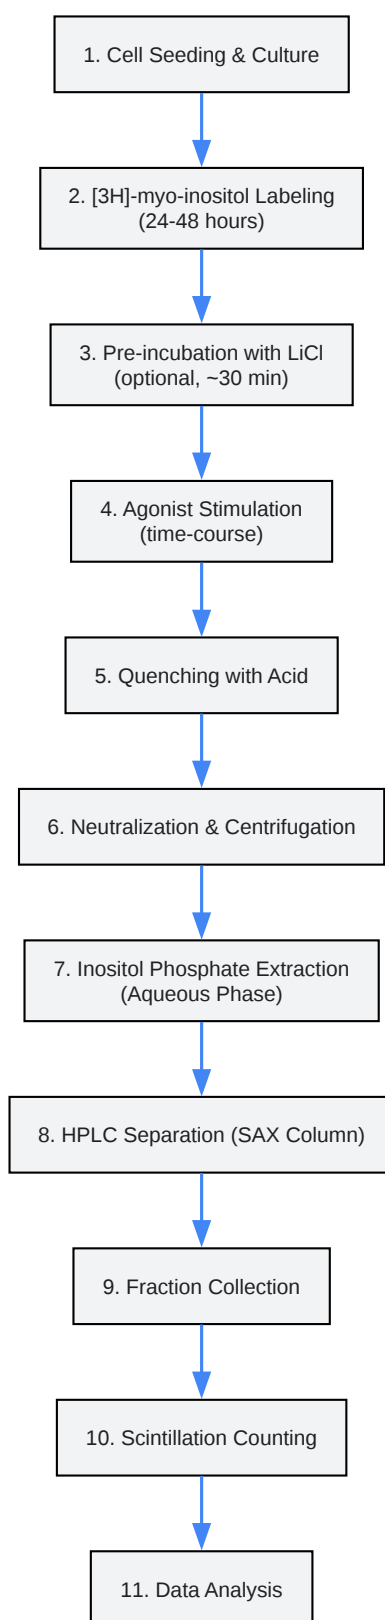 1. Cell Seeding & Culture
2. [3H]-myo-inositol Labeling
(24-48 hours)
3. Pre-incubation with LiCl
(optional, ~30 min)
4. Agonist Stimulation
(time-course)
5. Quenching with Acid
6. Neutralization & Centrifugation
7. Inositol Phosphate Extraction
(Aqueous Phase)
8. HPLC Separation (SAX Column)
9. Fraction Collection
10. Scintillation Counting
11. Data Analysis